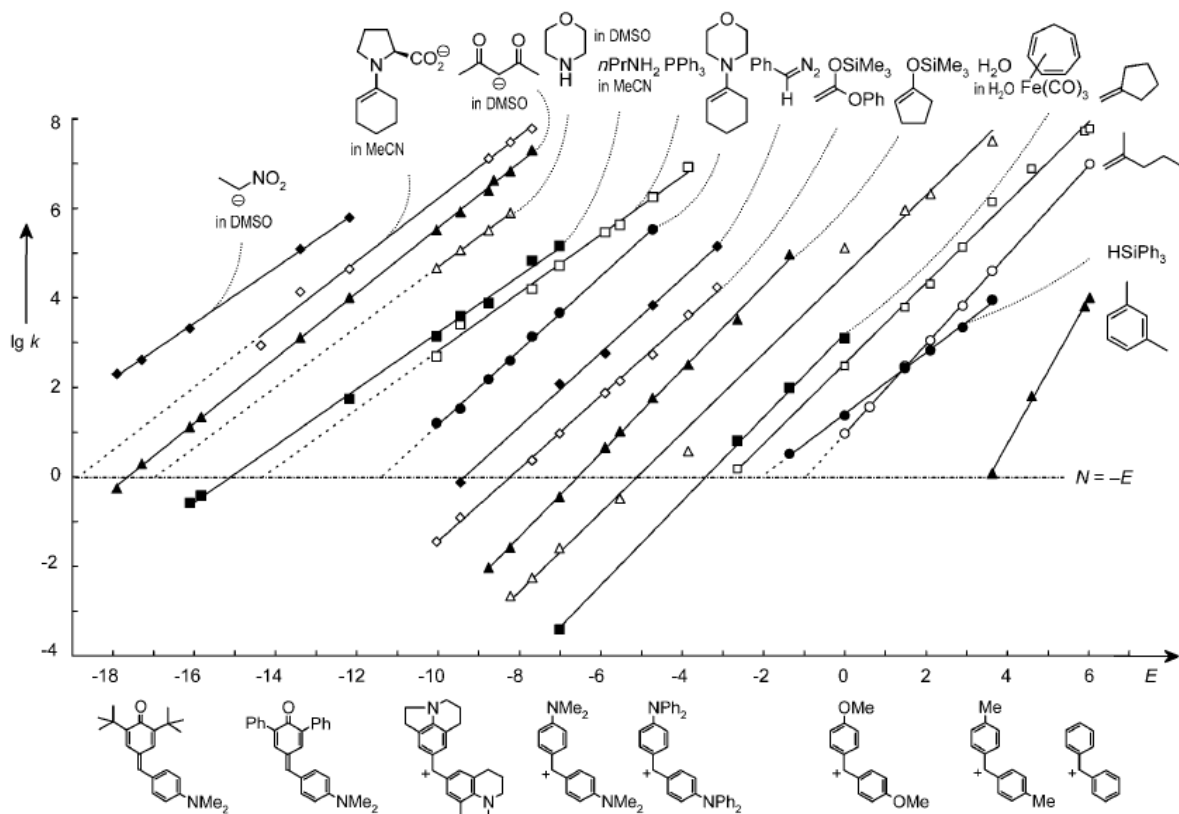 O
O O
N CO2⊖
⊖
in DMSO
in MeCN
NO2
⊖
in DMSO
O
N
H
in DMSO
nPrNH2 PPh3
in MeCN
O
N
Ph N2
H
OSiMe3
OPh
OSiMe3
H2O
in H2O Fe(CO)3
HSiPh3
lg k
8
6
4
2
0
-2
-4
N = –E
-18 -16 -14 -12 -10 -8 -6 -4 -2 0 2 4 6 E
O
NMe2
Ph O Ph
NMe2
N
+
N
NMe2
+
NMe2
NPh2
+
NPh2
OMe
+
OMe
Me
+
Me
+